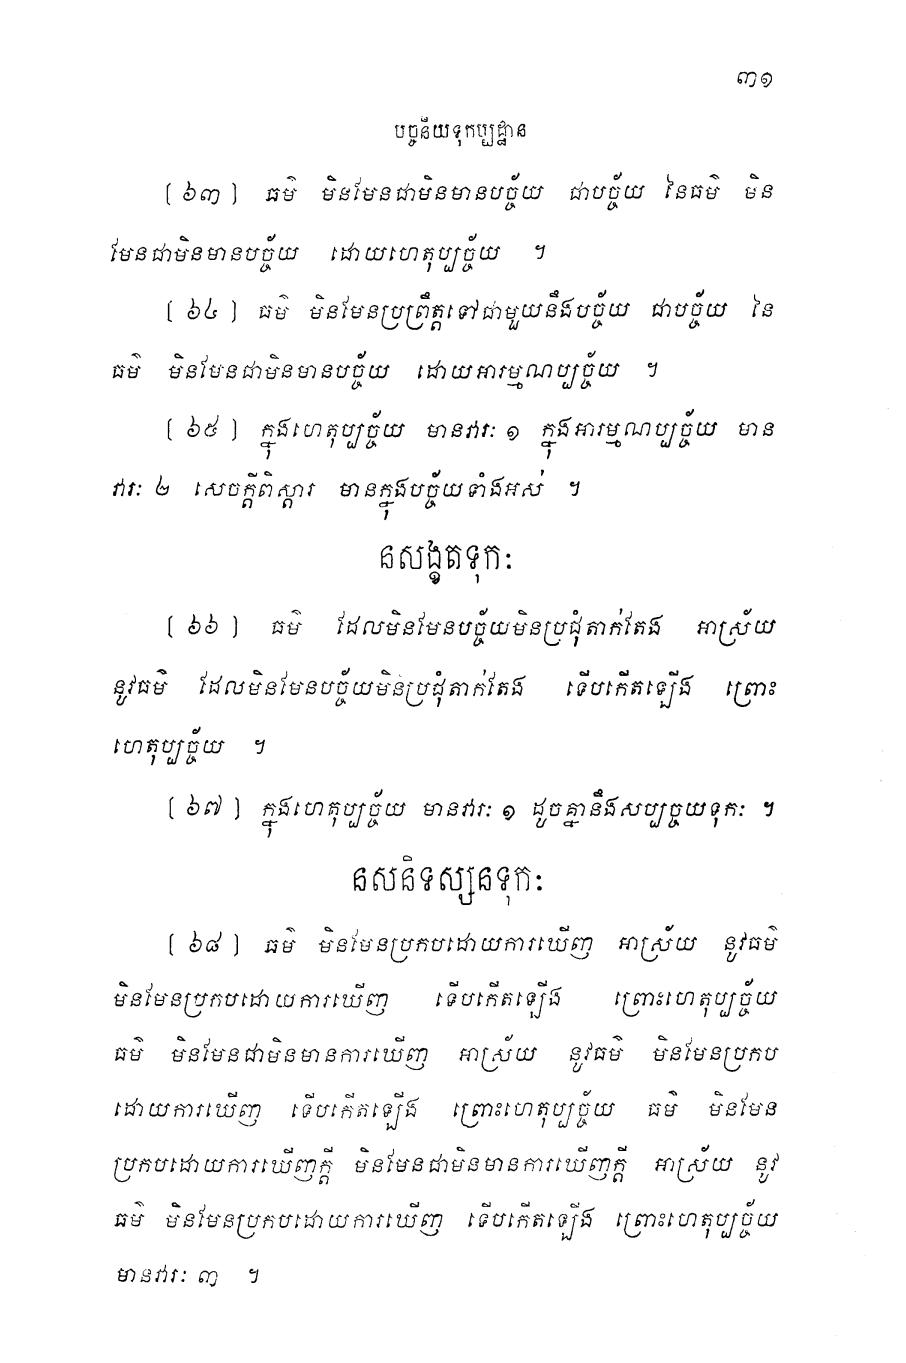 ៣១
បច្ចនីយទុកប្បដ្ឋាន
[ ៦៣ ] ធម៌ មិនមែនជាមិនមានបច្ច័យ ជាបច្ច័យ នៃធម៌ មិន
មែនជាមិនមានបច្ច័យ ដោយហេតុប្បច្ច័យ ។
[ ៦៤ ] ធម៌ មិនមែនប្រព្រឹត្តទៅជាមួយនឹងបច្ច័យ ជាបច្ច័យ នៃ
ធម៌ មិនមែនជាមិនមានបច្ច័យ ដោយអារម្មណប្បច្ច័យ ។
[ ៦៥ ] ក្នុងហេតុប្បច្ច័យ មានវារៈ ១ ក្នុងអារម្មណប្បច្ច័យ មាន
វារៈ ២ សេចក្តីពិស្តារ មានក្នុងបច្ច័យទាំងអស់ ។
នសង្ខតទុកៈ
[ ៦៦ ] ធម៌ ដែលមិនមែនបច្ច័យមិនប្រជុំតាក់តែង អាស្រ័យ
នូវធម៌ ដែលមិនមែនបច្ច័យមិនប្រជុំតាក់តែង ទើបកើតឡើង ព្រោះ
ហេតុប្បច្ច័យ ។
[ ៦៧ ] ក្នុងហេតុប្បច្ច័យ មានវារៈ ១ ដូចគ្នានឹងសប្បច្ចយទុកៈ ។
នសនិទស្សនទុកៈ
[ ៦៨ ] ធម៌ មិនមែនប្រកបដោយការឃើញ អាស្រ័យ នូវធម៌
មិនមែនប្រកបដោយការឃើញ ទើបកើតឡើង ព្រោះហេតុប្បច្ច័យ
ធម៌ មិនមែនជាមិនមានការឃើញ អាស្រ័យ នូវធម៌ មិនមែនប្រកប
ដោយការឃើញ ទើបកើតឡើង ព្រោះហេតុប្បច្ច័យ ធម៌ មិនមែន
ប្រកបដោយការឃើញក្តី មិនមែនជាមិនមានការឃើញក្តី អាស្រ័យ នូវ
ធម៌ មិនមែនប្រកបដោយការឃើញ ទើបកើតឡើង ព្រោះហេតុប្បច្ច័យ
មានវារៈ ៣ ។